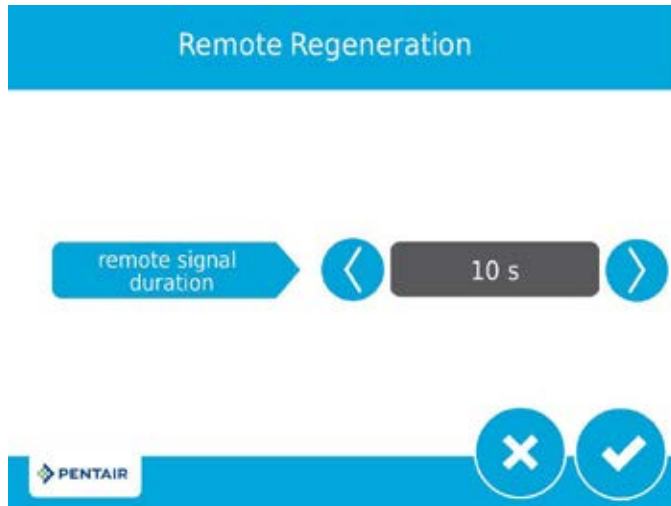 Remote Regeneration
remote signal
duration
10 s
PENTAIR